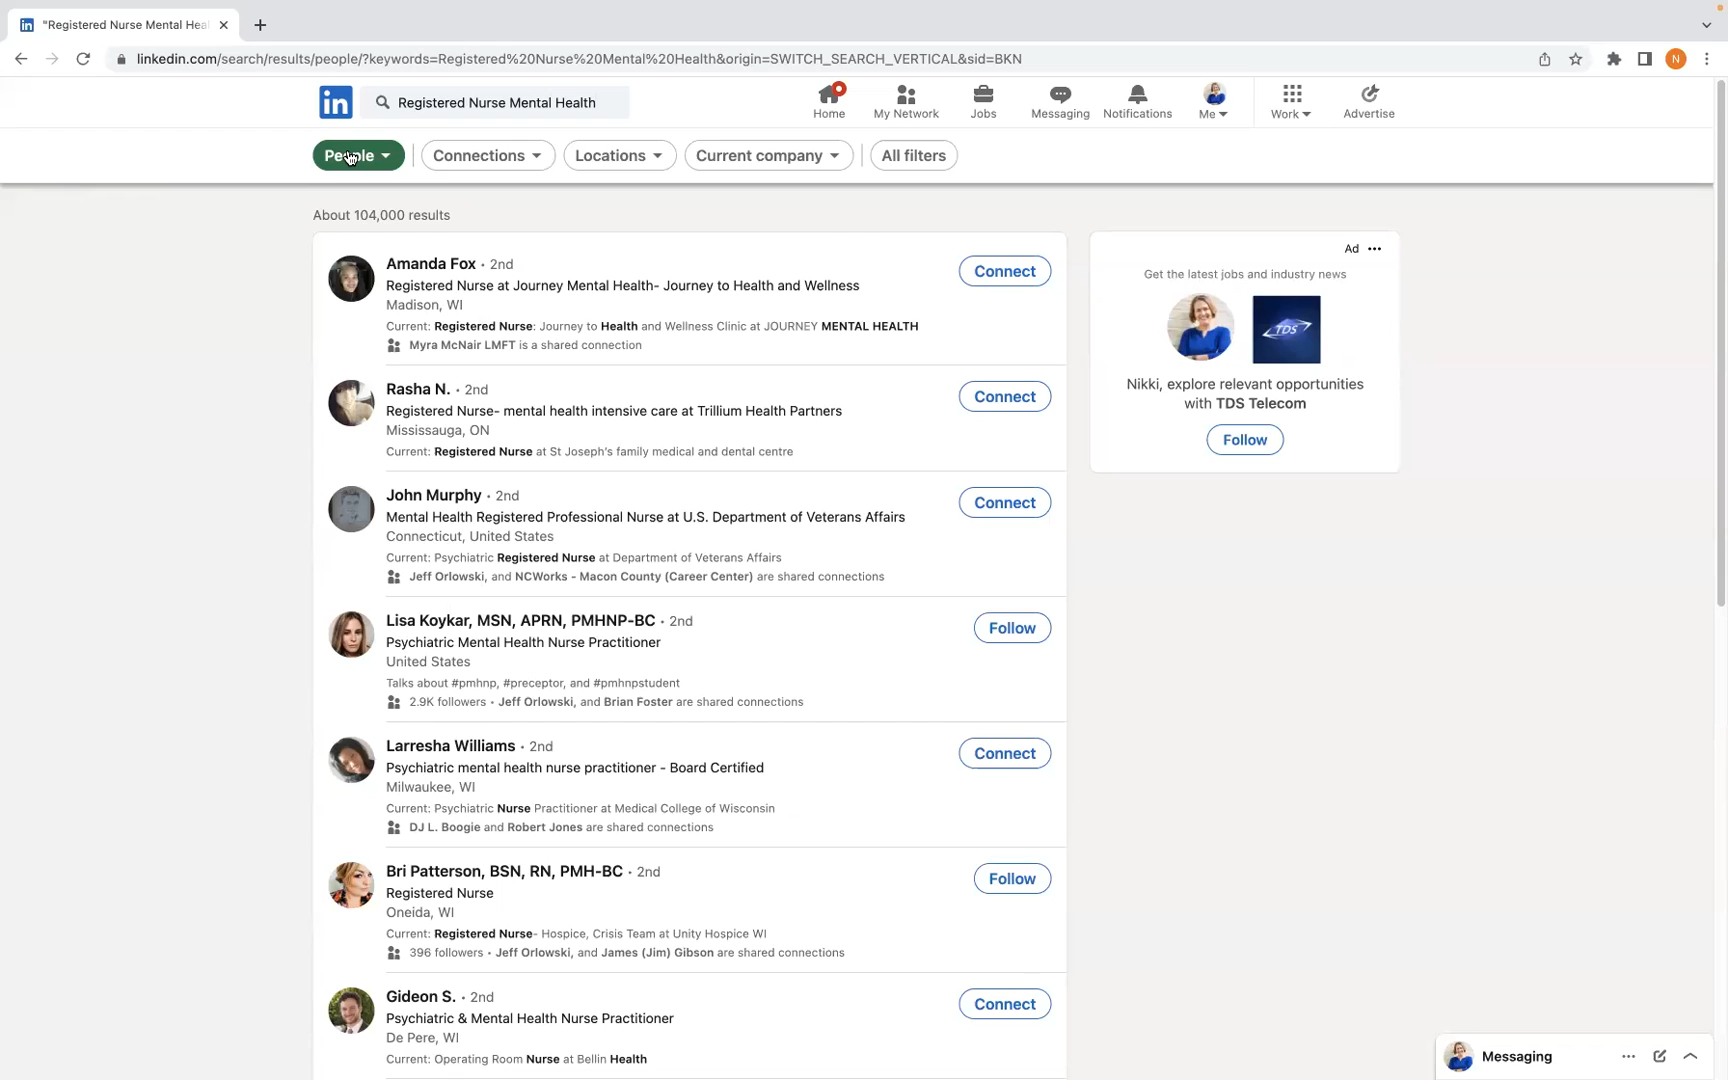 "Registered Nurse Mental Hea
linkedin.com/search/results/people/?keywords=Registered%20Nurse%20Mental%20Health&origin=SWITCH_SEARCH_VERTICAL&sid=BKN
N
in
Registered Nurse Mental Health
Home
My Network
Jobs
Messaging
Notifications
Me
Work
Advertise
People
Connections
Locations
Current company
All filters
About 104,000 results
Amanda Fox • 2nd
Connect
Registered Nurse at Journey Mental Health- Journey to Health and Wellness
Madison, WI
Current: Registered Nurse: Journey to Health and Wellness Clinic at JOURNEY MENTAL HEALTH
Myra McNair LMFT is a shared connection
Rasha N. • 2nd
Connect
Registered Nurse- mental health intensive care at Trillium Health Partners
Mississauga, ON
Current: Registered Nurse at St Joseph's family medical and dental centre
John Murphy • 2nd
Connect
Mental Health Registered Professional Nurse at U.S. Department of Veterans Affairs
Connecticut, United States
Current: Psychiatric Registered Nurse at Department of Veterans Affairs
Jeff Orlowski, and NCWorks - Macon County (Career Center) are shared connections
Lisa Koykar, MSN, APRN, PMHNP-BC • 2nd
Follow
Psychiatric Mental Health Nurse Practitioner
United States
Talks about #pmhnp, #preceptor, and #pmhnpstudent
2.9K followers • Jeff Orlowski, and Brian Foster are shared connections
Larresha Williams • 2nd
Connect
Psychiatric mental health nurse practitioner - Board Certified
Milwaukee, WI
Current: Psychiatric Nurse Practitioner at Medical College of Wisconsin
DJ L. Boogie and Robert Jones are shared connections
Bri Patterson, BSN, RN, PMH-BC • 2nd
Follow
Registered Nurse
Oneida, WI
Current: Registered Nurse- Hospice, Crisis Team at Unity Hospice WI
396 followers • Jeff Orlowski, and James (Jim) Gibson are shared connections
Gideon S. • 2nd
Connect
Psychiatric & Mental Health Nurse Practitioner
De Pere, WI
Current: Operating Room Nurse at Bellin Health
Ad
Get the latest jobs and industry news
TDS
Nikki, explore relevant opportunities
with TDS Telecom
Follow
Messaging